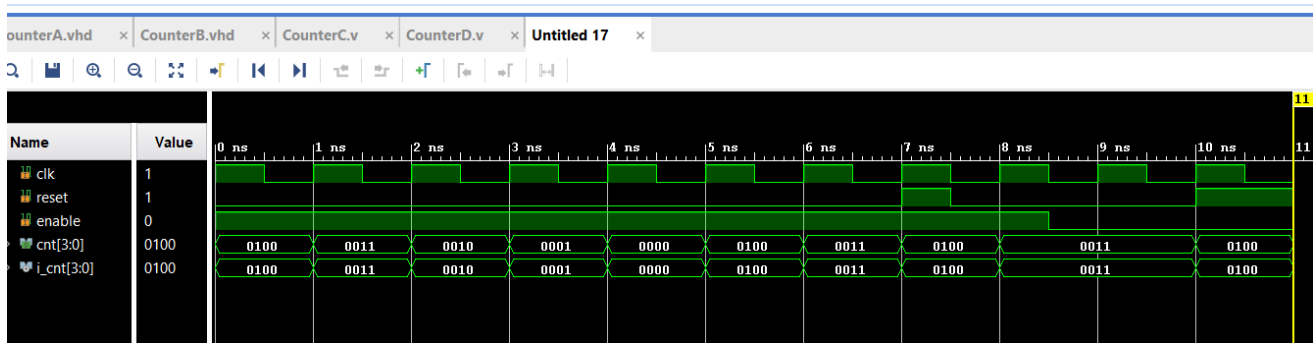 ounterA.vhd × CounterB.vhd × CounterC.v × CounterD.v × Untitled 17 ×
11
Name Value 0 ns 1 ns 2 ns 3 ns 4 ns 5 ns 6 ns 7 ns 8 ns 9 ns 10 ns 11
clk 1
reset 1
enable 0
cnt[3:0] 0100 0100 0011 0010 0001 0000 0100 0011 0100 0011 0100
i_cnt[3:0] 0100 0100 0011 0010 0001 0000 0100 0011 0100 0011 0100